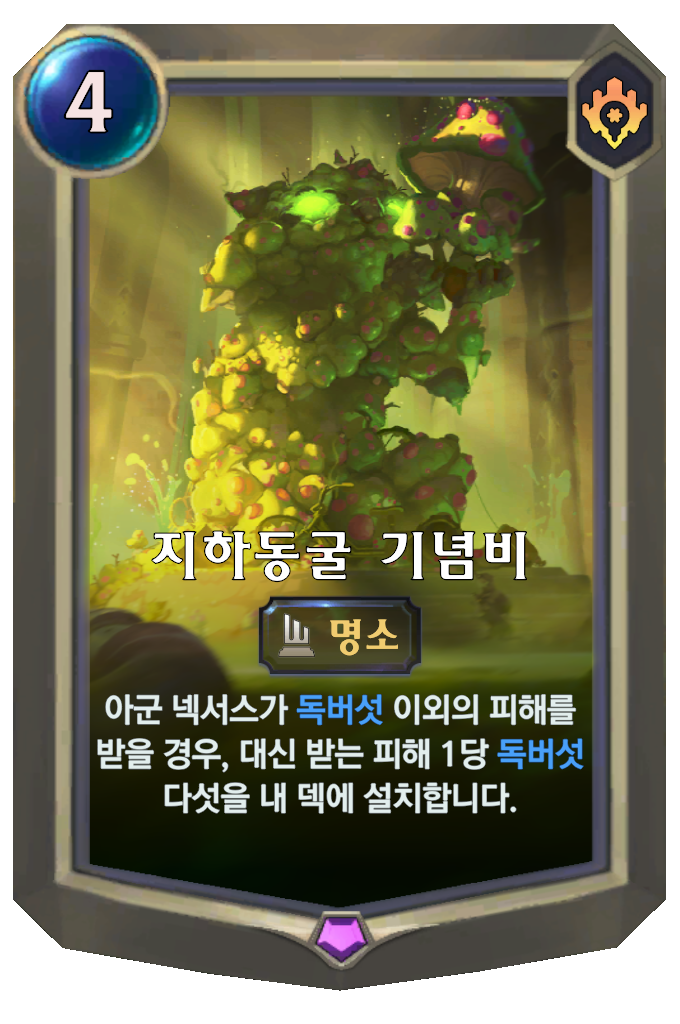 4
지하동굴 기념비
명소
아군 넥서스가 독버섯 이외의 피해를
받을 경우, 대신 받는 피해 1당 독버섯
다섯을 내 덱에 설치합니다.